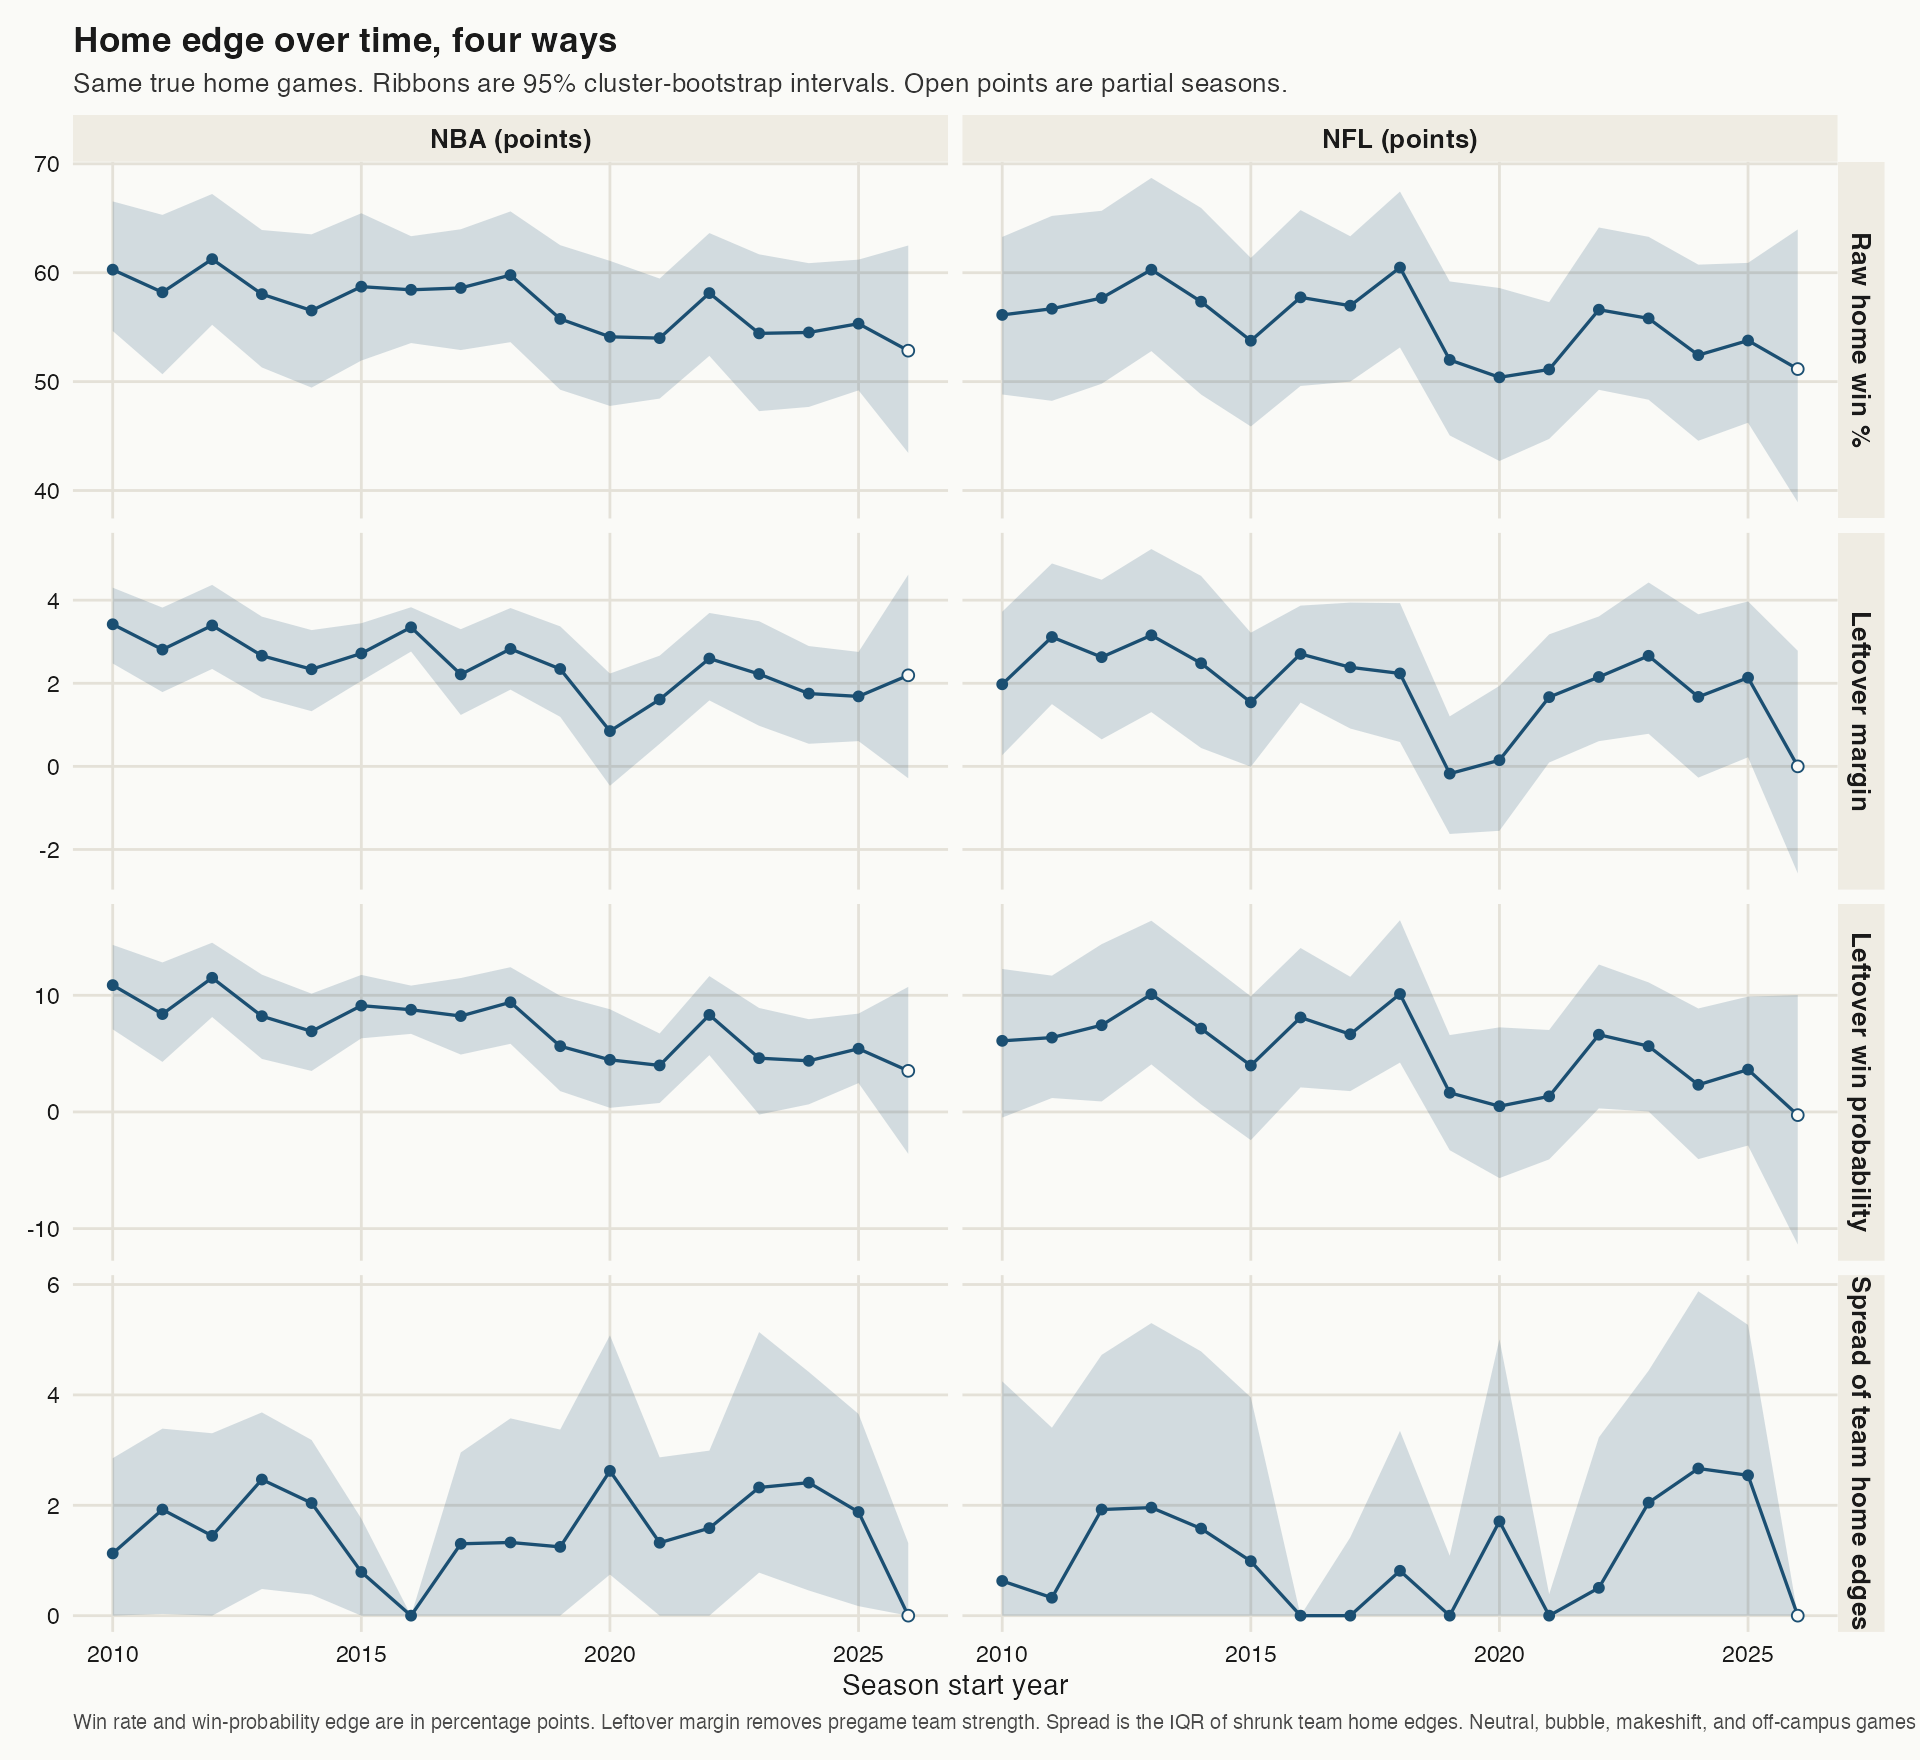 Home edge over time, four ways
Same true home games. Ribbons are 95% cluster-bootstrap intervals. Open points are partial seasons.
NBA (points)
NFL (points)
70
60
50
40
Raw home win %
4
2
0
-2
Leftover margin
10
0
-10
Leftover win probability
6
4
2
0
Spread of team home edges
2010
2015
2020
2025
2010
2015
2020
2025
Season start year
Win rate and win-probability edge are in percentage points. Leftover margin removes pregame team strength. Spread is the IQR of shrunk team home edges. Neutral, bubble, makeshift, and off-campus games